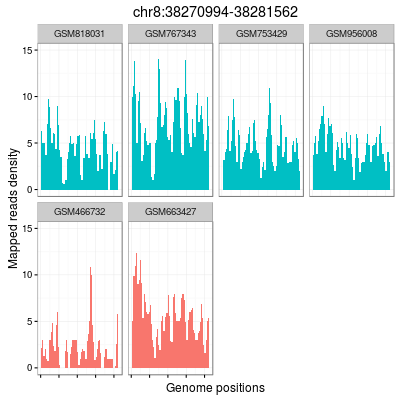 chr8:38270994-38281562
GSM818031 GSM767343 GSM753429 GSM956008
15
10
5
0
GSM466732 GSM663427
15
10
5
0
Mapped reads density
Genome positions